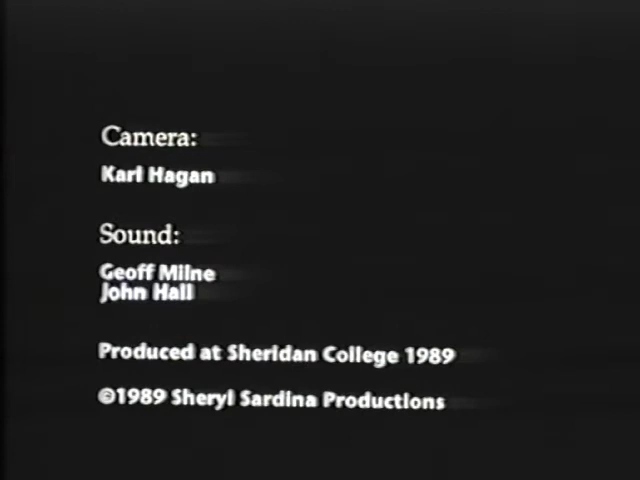 Camera:
Karl Hagan
Sound:
Geoff Milne
John Hall
Produced at Sheridan College 1989
©1989 Sheryl Sardina Productions